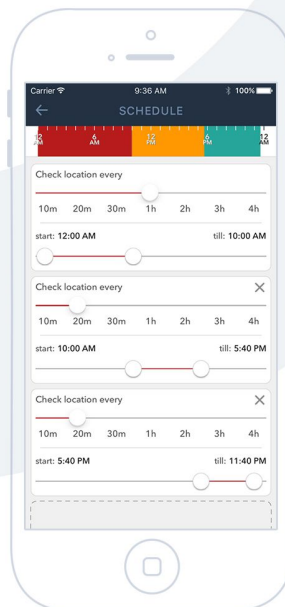 Carrier 9:36 AM 100%
SCHEDULE
12 AM 6 AM 12 PM 6 PM 12 AM
Check location every
10m 20m 30m 1h 2h 3h 4h
start: 12:00 AM till: 10:00 AM
Check location every
10m 20m 30m 1h 2h 3h 4h
start: 10:00 AM till: 5:40 PM
Check location every
10m 20m 30m 1h 2h 3h 4h
start: 5:40 PM till: 11:40 PM